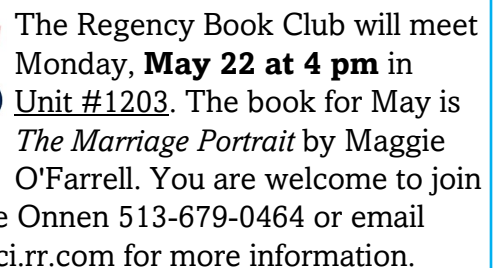 The Regency Book Club will meet
Monday, May 22 at 4 pm in
Unit #1203. The book for May is
The Marriage Portrait by Maggie
O'Farrell. You are welcome to join
e Onnen 513-679-0464 or email
ci.rr.com for more information.